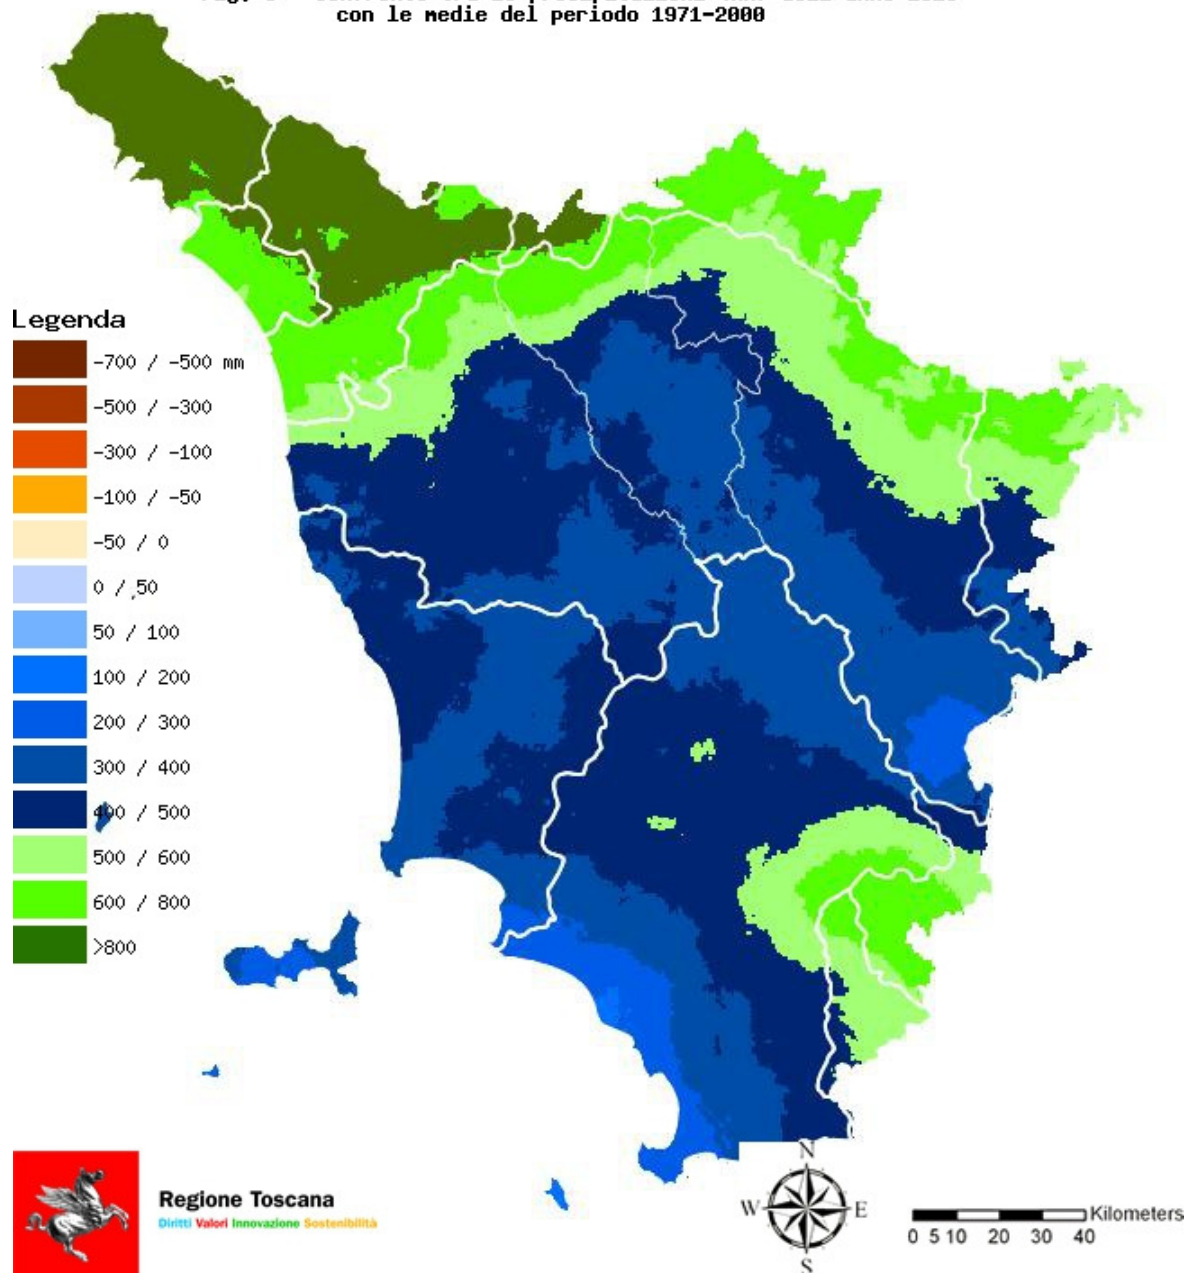 con le medie del periodo 1971-2000
Legenda
-700 / -500 mm
-500 / -300
-300 / -100
-100 / -50
-50 / 0
0 / 50
50 / 100
100 / 200
200 / 300
300 / 400
400 / 500
500 / 600
600 / 800
>800
Regione Toscana
Diritti Valori Innovazione Sostenibilità
N
W E
S
Kilometers
0 5 10 20 30 40